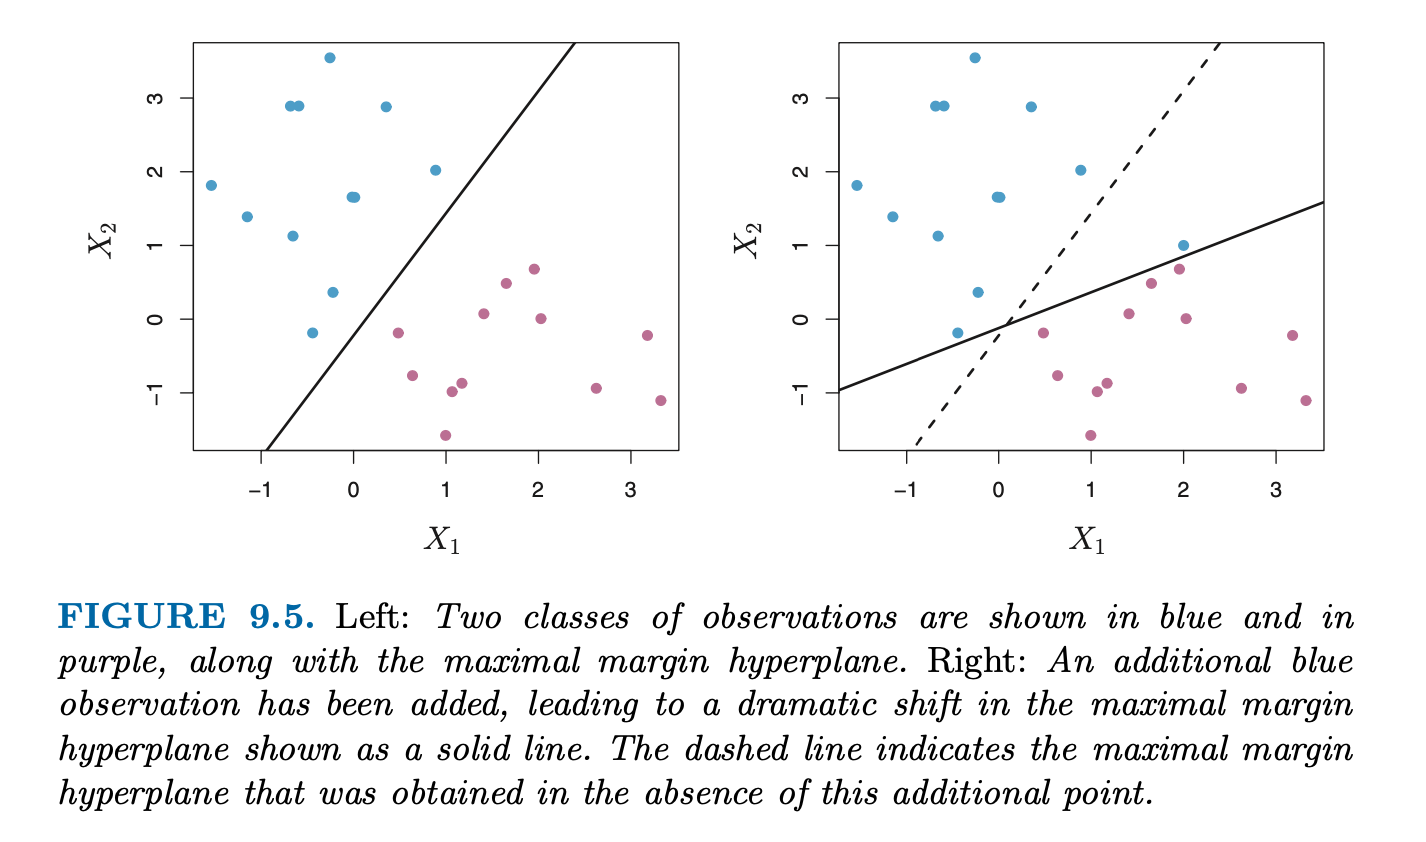 3
2
1
0
−1
X2
−1 0 1 2 3
X1
3
2
1
0
−1
X2
−1 0 1 2 3
X1
FIGURE 9.5. Left: Two classes of observations are shown in blue and in
purple, along with the maximal margin hyperplane. Right: An additional blue
observation has been added, leading to a dramatic shift in the maximal margin
hyperplane shown as a solid line. The dashed line indicates the maximal margin
hyperplane that was obtained in the absence of this additional point.